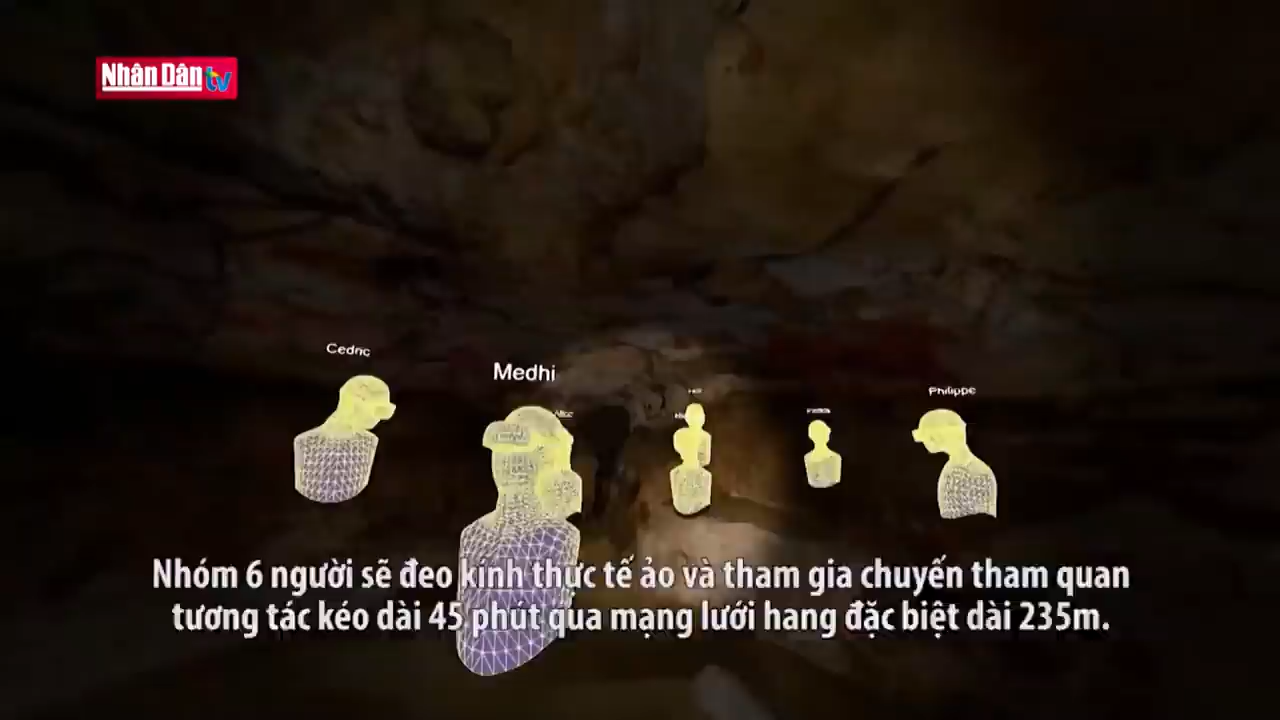 Nhân Dân tv
Cedric
Medhi
Alice
Philippe
Nhóm 6 người sẽ đeo kính thực tế ảo và tham gia chuyến tham quan
tương tác kéo dài 45 phút qua mạng lưới hang đặc biệt dài 235m.